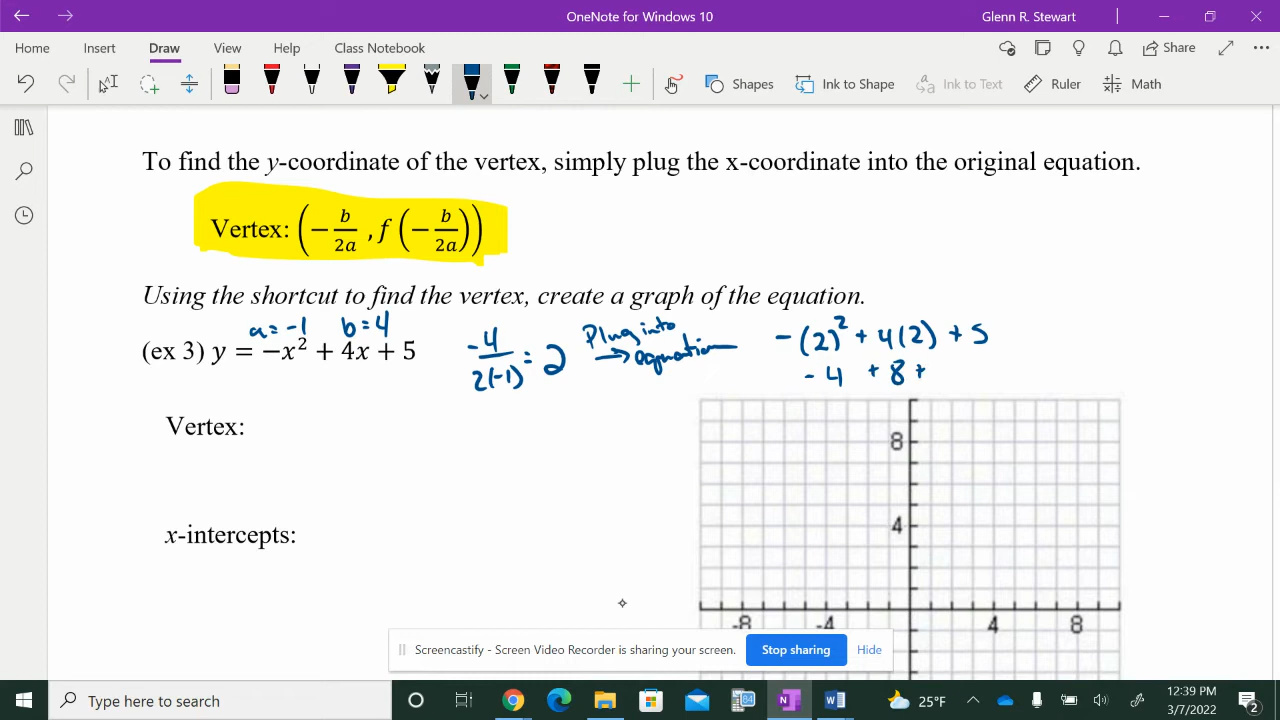 OneNote for Windows 10
Glenn R. Stewart
Home Insert Draw View Help Class Notebook Share
Shapes Ink to Shape Ink to Text Ruler Math
To find the y-coordinate of the vertex, simply plug the x-coordinate into the original equation.
Vertex: (−b/2a , f(−b/2a))
Using the shortcut to find the vertex, create a graph of the equation.
a = -1 b = 4
(ex 3) y = −x² + 4x + 5
-4/2(-1) = 2
Plug into
→ equation
-(2)² + 4(2) + 5
- 4 + 8 +
Vertex:
8
x-intercepts:
4
-8 -4 4 8
Screencastify - Screen Video Recorder is sharing your screen. Stop sharing Hide
Type here to search
84
25°F
12:39 PM
3/7/2022
2